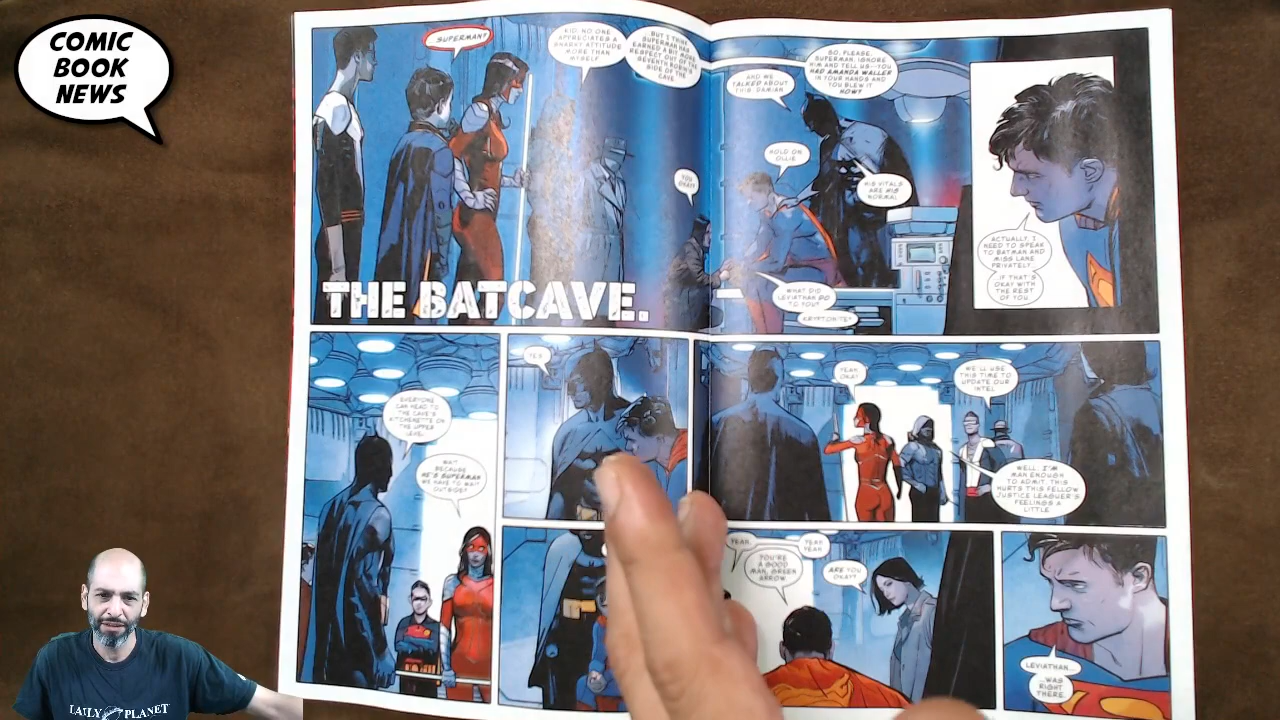 COMIC
BOOK
NEWS
SUPERMAN?
KID, NO ONE
APPRECIATES A
SNARKY ATTITUDE
MORE THAN
MYSELF
BUT I THINK
SUPERMAN HAS
EARNED A BIT MORE
RESPECT OUT OF THE
SEVENTH ROBIN'S
SIDE OF THE
CAVE
AND WE
TALKED ABOUT
THIS, DAMIAN.
SO, PLEASE,
SUPERMAN, IGNORE
HIM AND TELL US--YOU
HAD AMANDA WALLER
IN YOUR HANDS AND
YOU BLEW IT
HOW?
YOU
OKAY?
HOLD ON
OLLIE
HIS VITALS
ARE HIS
NORMAL
WHAT DID
LEVIATHAN DO
TO YOU?
KRYPTONITE?
ACTUALLY, I
NEED TO SPEAK
TO BATMAN AND
MISS LANE
PRIVATELY.
IF THAT'S
OKAY WITH
THE REST
OF YOU
THE BATCAVE.
EVERYONE
CAN HEAD TO
THE CAVE'S
KITCHENETTE ON
THE UPPER
LEVEL.
WAIT
BECAUSE
HE'S SUPERMAN
WE HAVE TO WAIT
OUTSIDE?
YES
YEAH,
OKAY.
WE'LL USE
THIS TIME TO
UPDATE OUR
INTEL
WELL, I'M
MAN ENOUGH
TO ADMIT, THIS
HURTS THIS FELLOW
JUSTICE LEAGUER'S
FEELINGS A
LITTLE
YEAH.
YOU'RE
A GOOD
MAN, GREEN
ARROW.
YEAH
YEAH
ARE YOU
OKAY?
LEVIATHAN...
...WAS
RIGHT
THERE.
DAILY PLANET